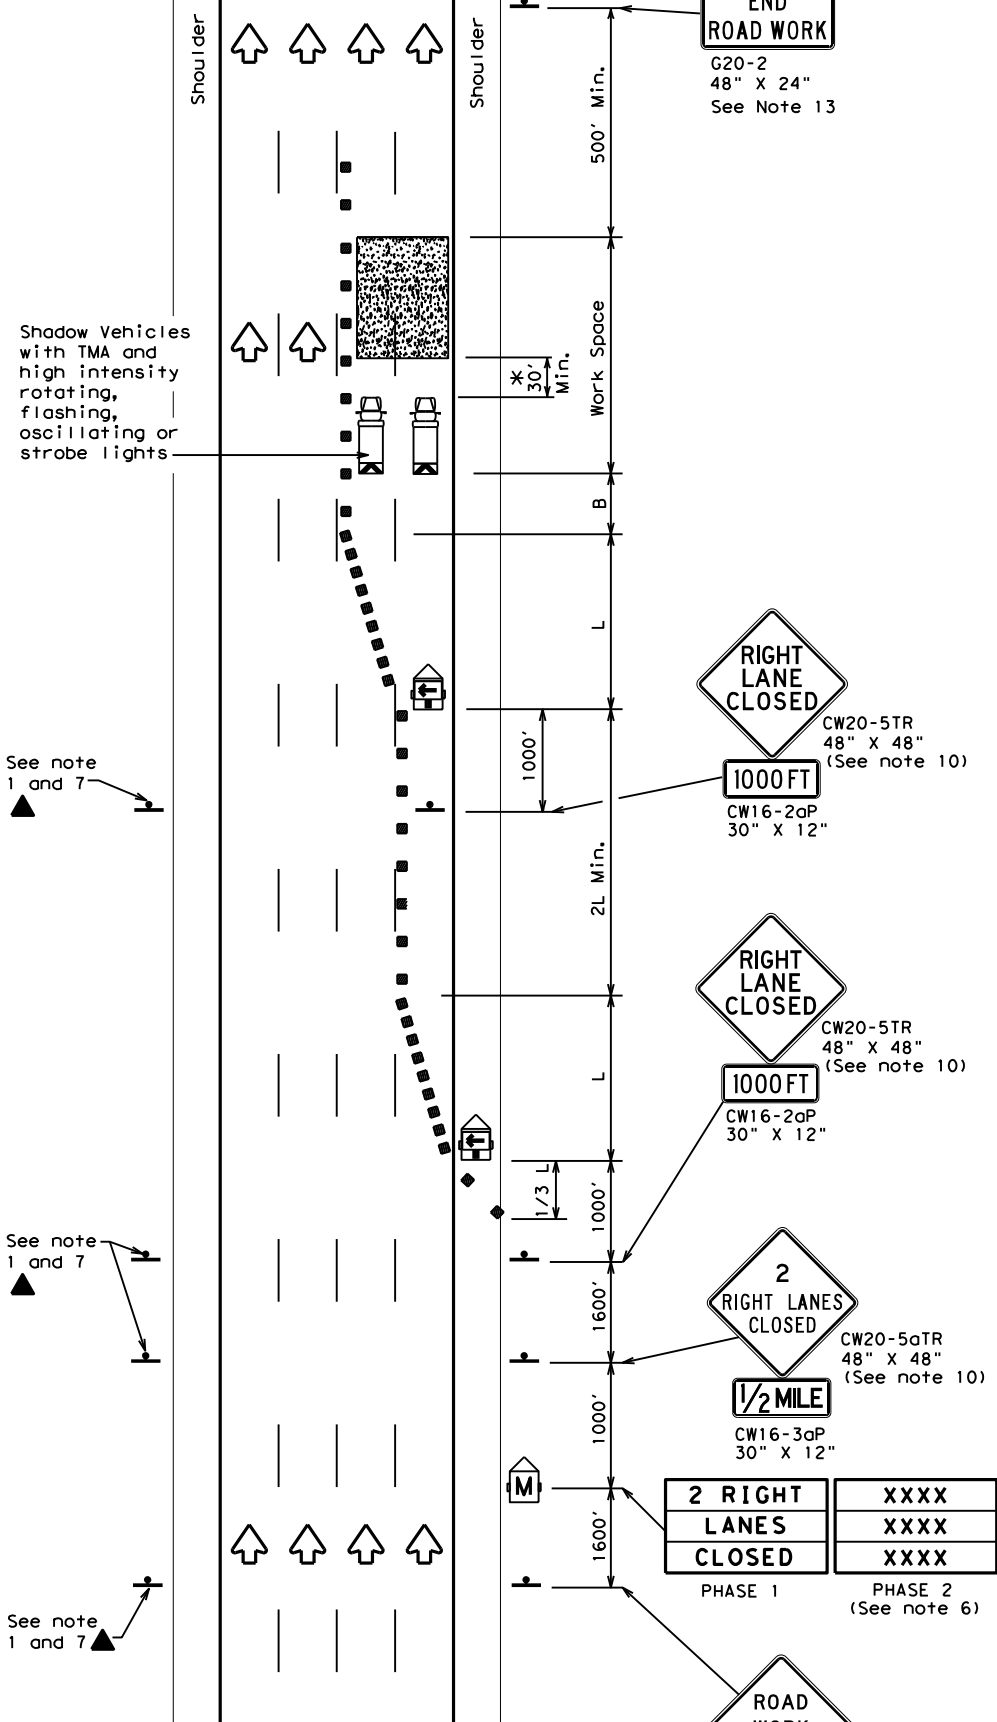 END
ROAD WORK
G20-2
48" X 24"
See Note 13
Shoulder
Shoulder
500' Min.
Shadow Vehicles
with TMA and
high intensity
rotating,
flashing,
oscillating or
strobe lights
* 30' Min.
Work Space
B
L
RIGHT
LANE
CLOSED
CW20-5TR
48" X 48"
(See note 10)
1000 FT
CW16-2aP
30" X 12"
1000'
See note
1 and 7
2L Min.
RIGHT
LANE
CLOSED
CW20-5TR
48" X 48"
(See note 10)
1000 FT
CW16-2aP
30" X 12"
L
1/3 L
1000'
See note
1 and 7
1600'
2
RIGHT LANES
CLOSED
CW20-5aTR
48" X 48"
(See note 10)
1/2 MILE
CW16-3aP
30" X 12"
1000'
M
2 RIGHT
LANES
CLOSED
PHASE 1
XXXX
XXXX
XXXX
PHASE 2
(See note 6)
1600'
See note
1 and 7
ROAD